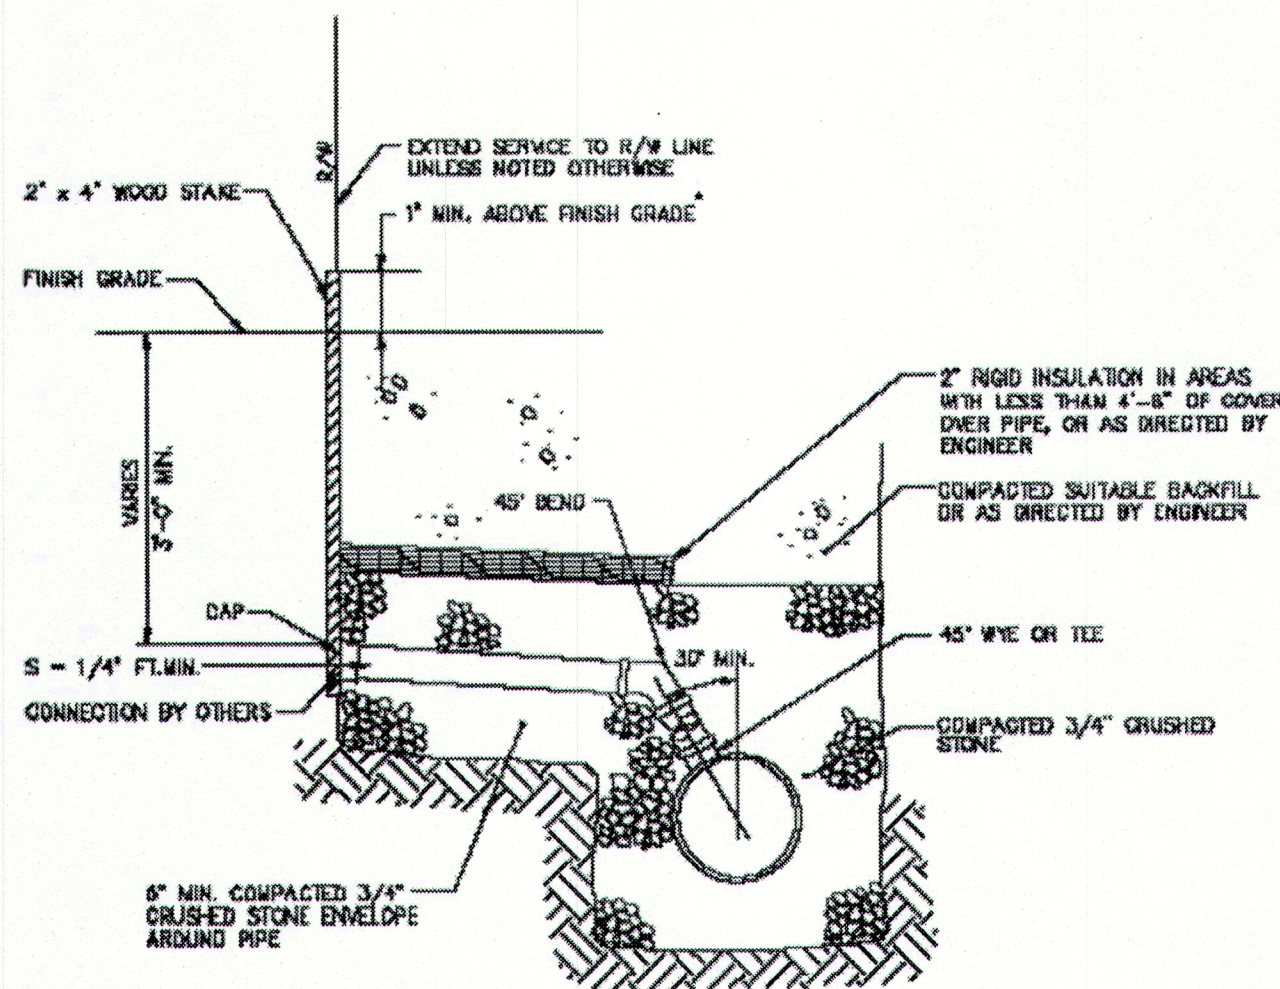 R/W
EXTEND SERVICE TO R/W LINE
UNLESS NOTED OTHERWISE
2" x 4" WOOD STAKE
1" MIN. ABOVE FINISH GRADE*
FINISH GRADE
2" RIGID INSULATION IN AREAS
WITH LESS THAN 4'-6" OF COVER
OVER PIPE, OR AS DIRECTED BY
ENGINEER
VARIES
3'-0" MIN.
45° BEND
COMPACTED SUITABLE BACKFILL
OR AS DIRECTED BY ENGINEER
CAP
45° WYE OR TEE
S = 1/4" FT.MIN.
30° MIN.
CONNECTION BY OTHERS
COMPACTED 3/4" CRUSHED
STONE
6" MIN. COMPACTED 3/4"
CRUSHED STONE ENVELOPE
AROUND PIPE